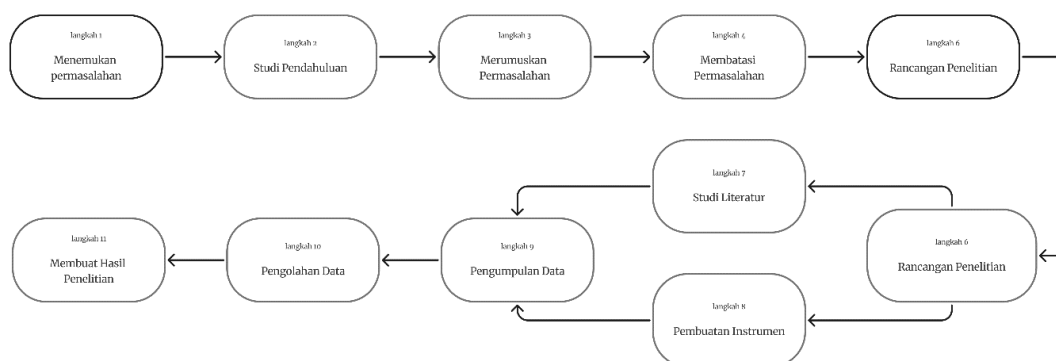 langkah 1
Menemukan
permasalahan
langkah 2
Studi Pendahuluan
langkah 3
Merumuskan
Permasalahan
langkah 4
Membatasi
Permasalahan
langkah 6
Rancangan Penelitian
langkah 7
Studi Literatur
langkah 11
Membuat Hasil
Penelitian
langkah 10
Pengolahan Data
langkah 9
Pengumpulan Data
langkah 6
Rancangan Penelitian
langkah 8
Pembuatan Instrumen